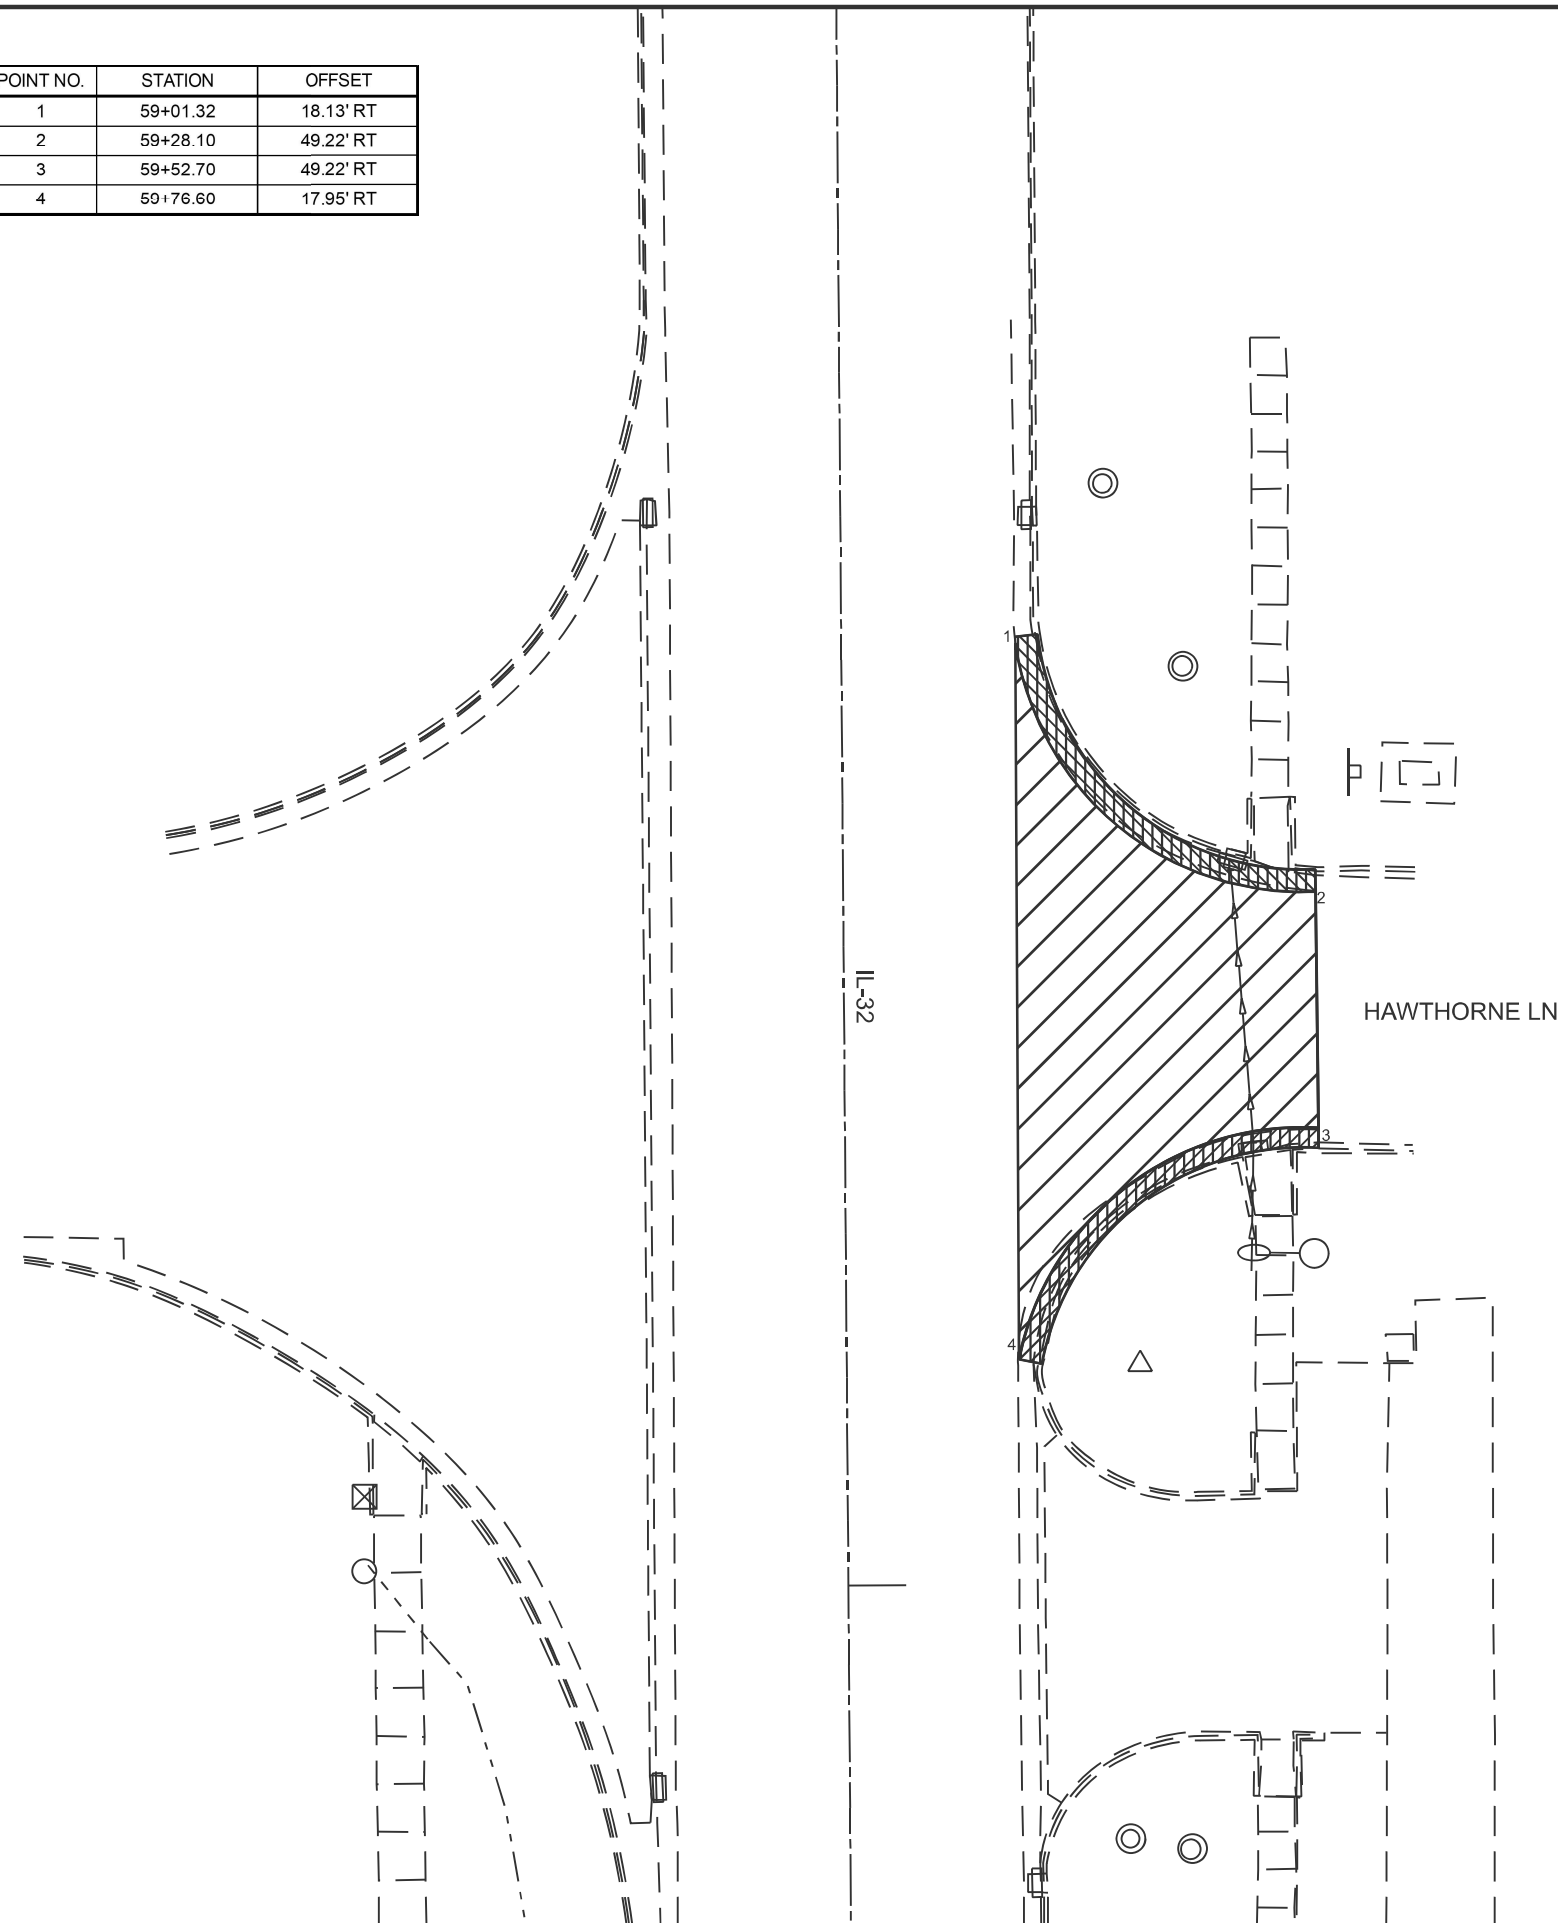 POINT NO. STATION OFFSET
1 59+01.32 18.13' RT
2 59+28.10 49.22' RT
3 59+52.70 49.22' RT
4 59+76.60 17.95' RT
1
2
IL-32
HAWTHORNE LN
3
4